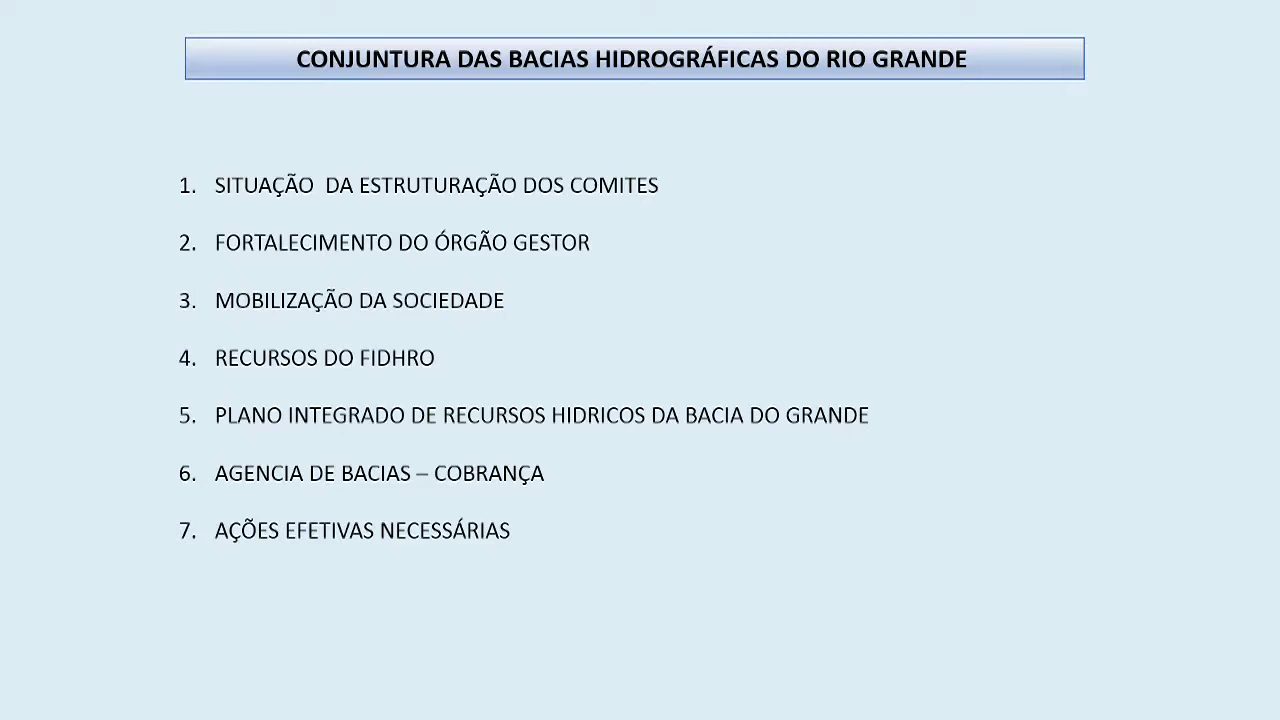 CONJUNTURA DAS BACIAS HIDROGRÁFICAS DO RIO GRANDE
1. SITUAÇÃO DA ESTRUTURAÇÃO DOS COMITES
2. FORTALECIMENTO DO ÓRGÃO GESTOR
3. MOBILIZAÇÃO DA SOCIEDADE
4. RECURSOS DO FIDHRO
5. PLANO INTEGRADO DE RECURSOS HIDRICOS DA BACIA DO GRANDE
6. AGENCIA DE BACIAS – COBRANÇA
7. AÇÕES EFETIVAS NECESSÁRIAS